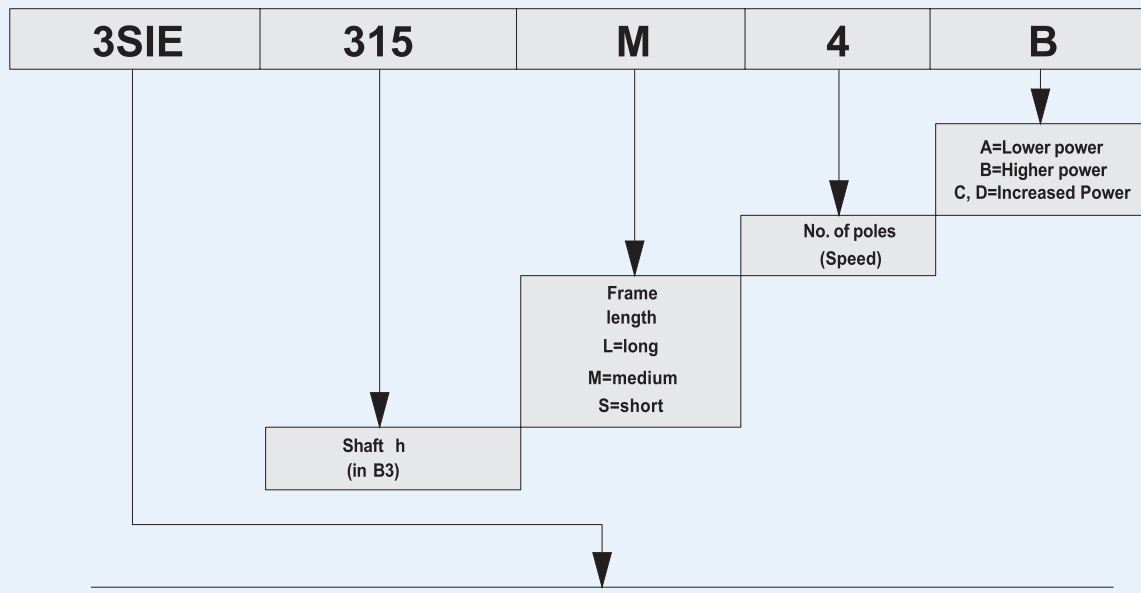 3SIE 315 M 4 B
A=Lower power
B=Higher power
C, D=Increased Power
No. of poles
(Speed)
Frame
length
L=long
M=medium
S=short
Shaft h
(in B3)